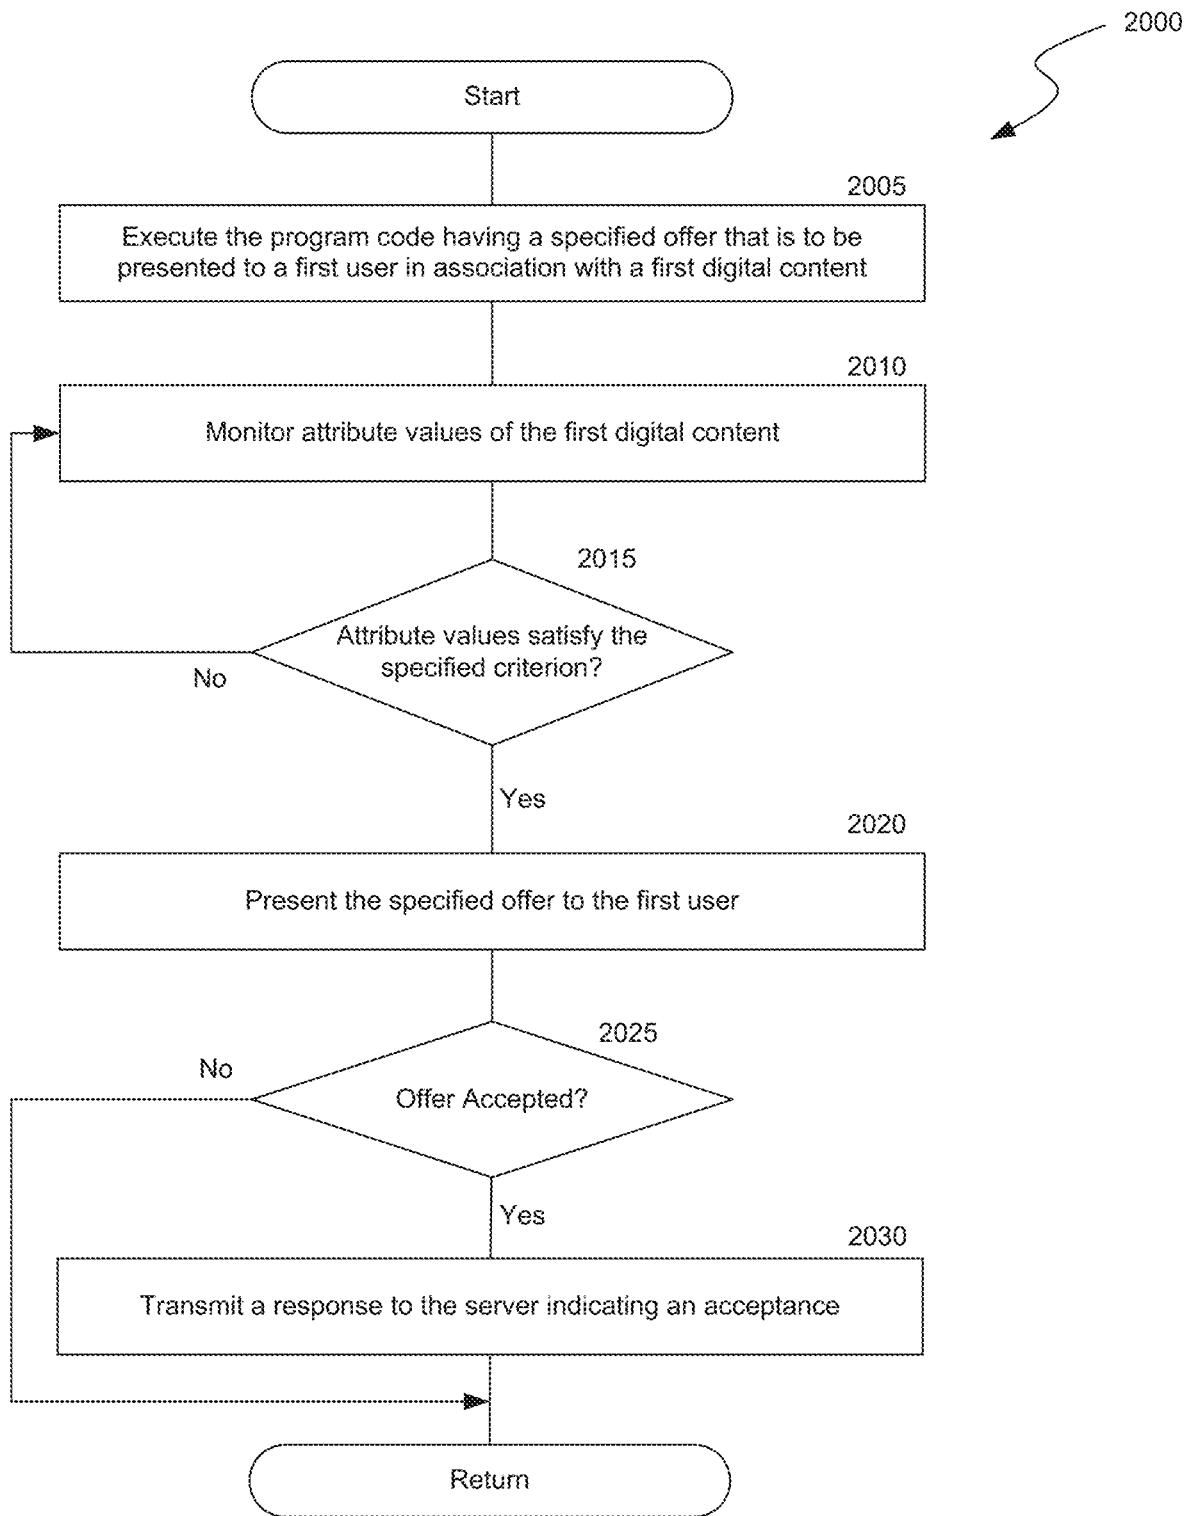 2000
Start
2005
Execute the program code having a specified offer that is to be
presented to a first user in association with a first digital content
2010
Monitor attribute values of the first digital content
2015
Attribute values satisfy the
specified criterion?
No
Yes
2020
Present the specified offer to the first user
2025
No
Offer Accepted?
Yes
2030
Transmit a response to the server indicating an acceptance
Return